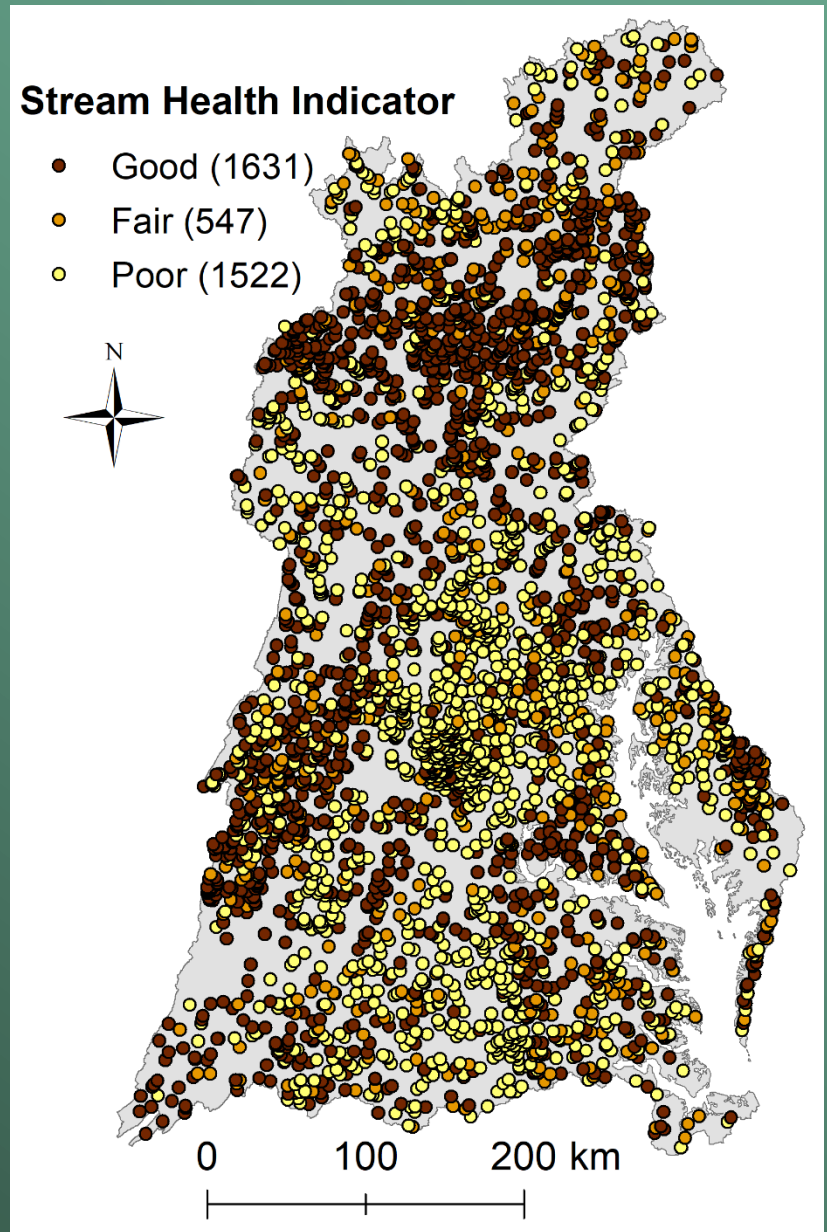 Stream Health Indicator
Good (1631)
Fair (547)
Poor (1522)
N
0 100 200 km